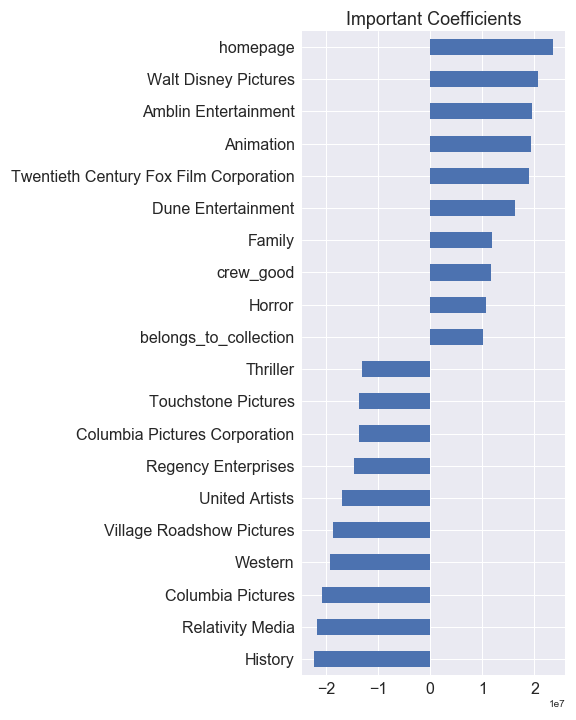 Important Coefficients
homepage
Walt Disney Pictures
Amblin Entertainment
Animation
Twentieth Century Fox Film Corporation
Dune Entertainment
Family
crew_good
Horror
belongs_to_collection
Thriller
Touchstone Pictures
Columbia Pictures Corporation
Regency Enterprises
United Artists
Village Roadshow Pictures
Western
Columbia Pictures
Relativity Media
History
−2 −1 0 1 2
1e7